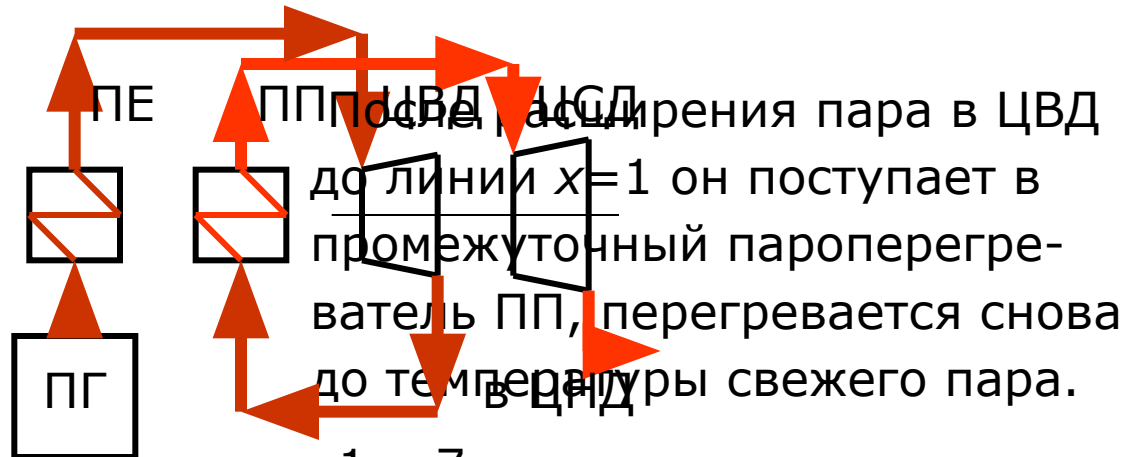 ПЕ ПП ЦВД ЦСД
После расширения пара в ЦВД
до линии x=1 он поступает в
промежуточный пароперегре-
ватель ПП, перегревается снова
до температуры свежего пара.
ПГ
в ЦНД